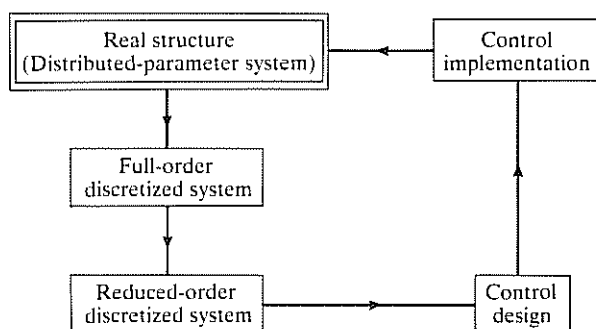 Real structure
(Distributed-parameter system)
Control
implementation
Full-order
discretized system
Reduced-order
discretized system
Control
design